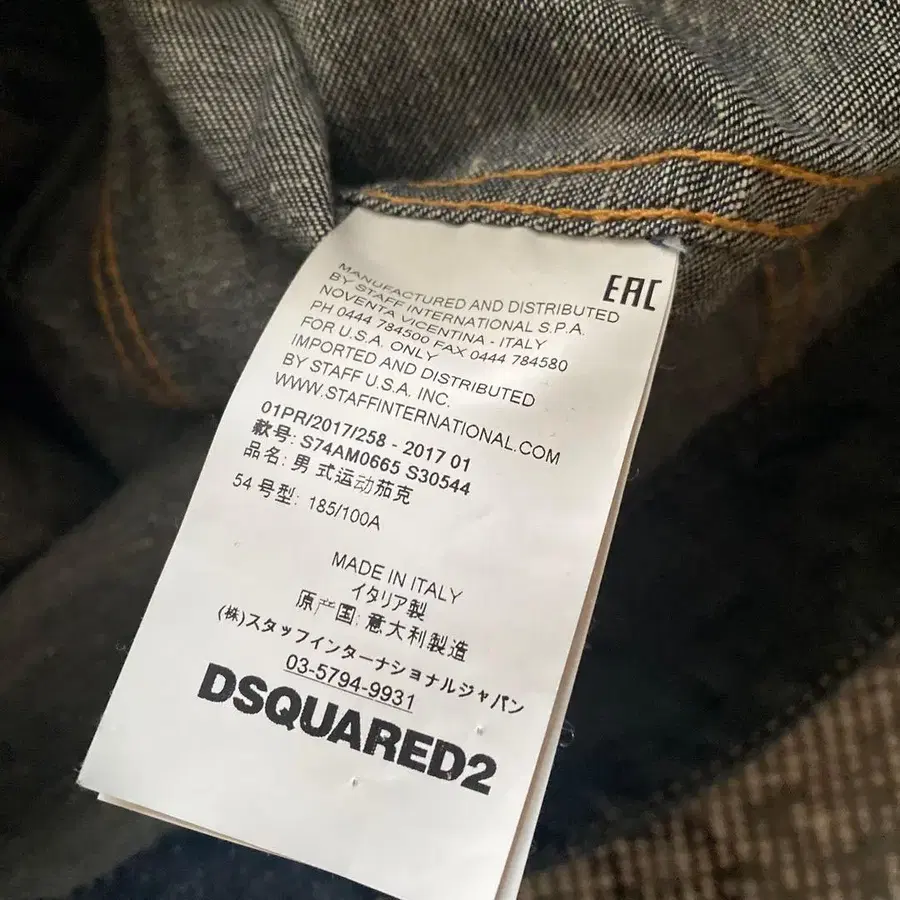 EAC
MANUFACTURED AND DISTRIBUTED
BY STAFF INTERNATIONAL S.P.A.
NOVENTA VICENTINA - ITALY
PH 0444 784500 FAX 0444 784580
FOR U.S.A. ONLY
IMPORTED AND DISTRIBUTED
BY STAFF U.S.A. INC.
WWW.STAFFINTERNATIONAL.COM
01PR/2017/258 - 2017 01
款号: S74AM0665 S30544
品名: 男 式运动茄克
54 号型: 185/100A
MADE IN ITALY
イタリア製
原产国: 意大利製造
(株)スタッフインターナショナルジャパン
03-5794-9931
DSQUARED2